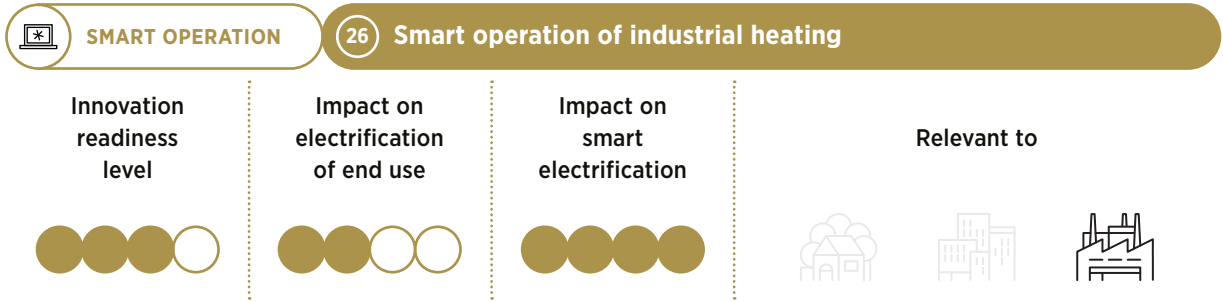 SMART OPERATION
26 Smart operation of industrial heating
Innovation
readiness
level
Impact on
electrification
of end use
Impact on
smart
electrification
Relevant to